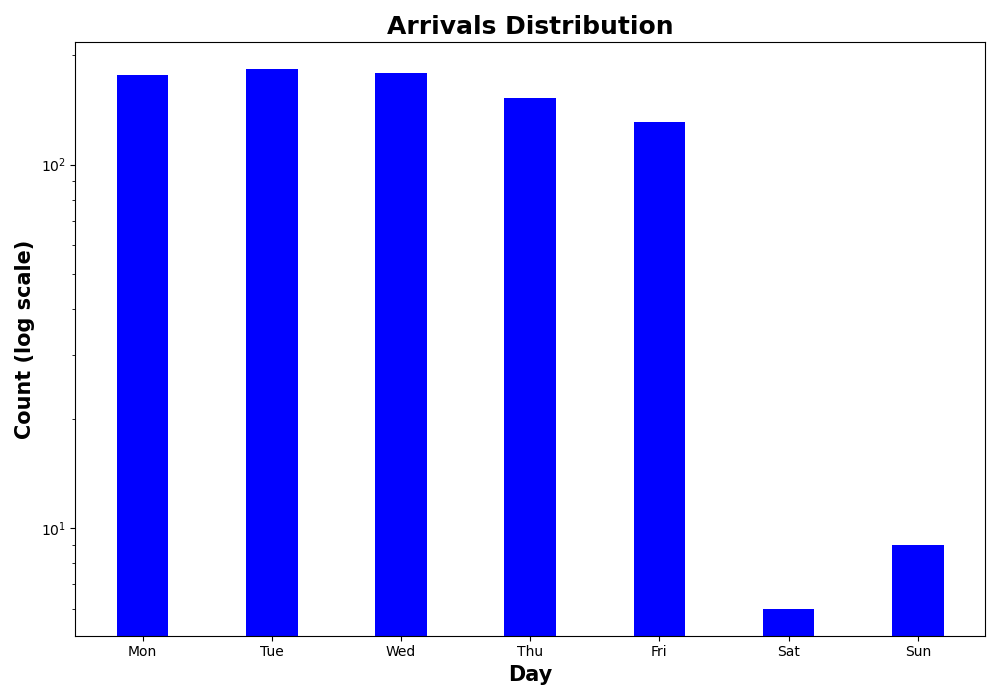 Arrivals Distribution
Count (log scale)
10²
10¹
Mon Tue Wed Thu Fri Sat Sun
Day